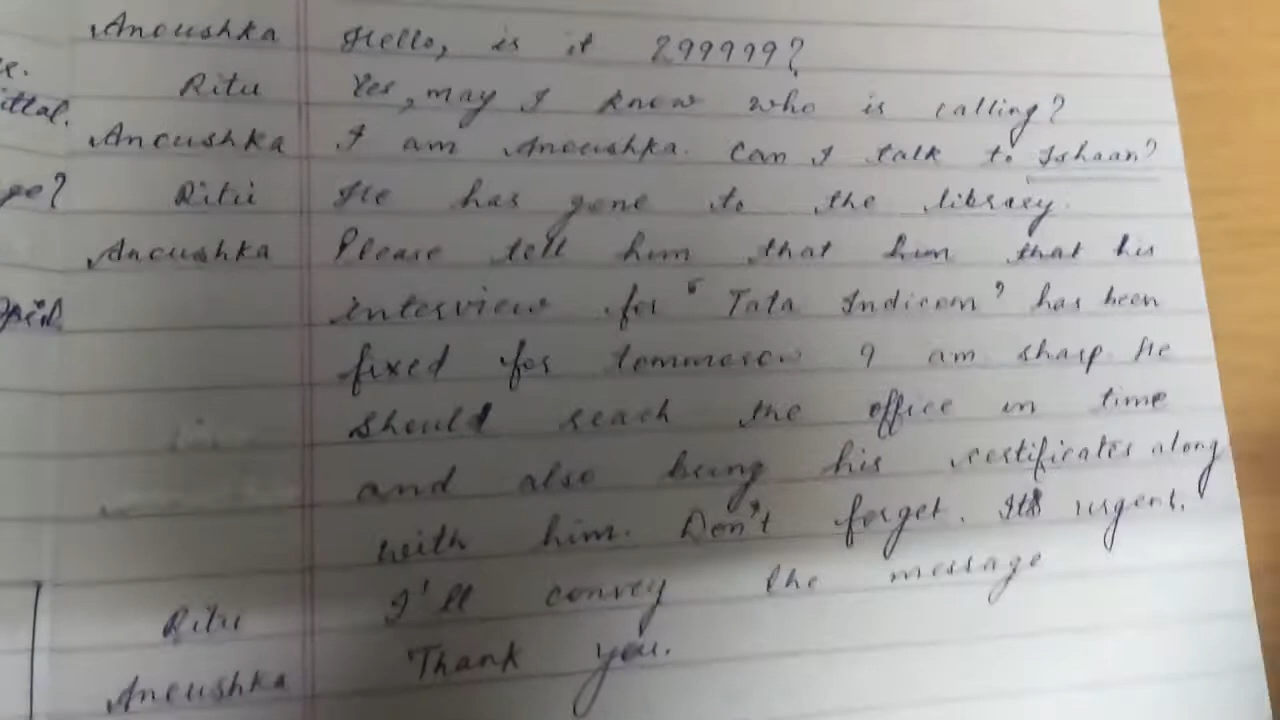 Anoushka Hello, is it 299999?
Ritu Yes, may I know who is calling?
ittal.
Anoushka I am Anoushka. Can I talk to Ishaan?
go? Ritu He has gone to the library.
Anoushka Please tell him that him that his
interview for "Tata Indicom" has been
fixed for tommorow 9 am sharp. He
should reach the office in time
and also bring his certificates along
with him. Don't forget. Its urgent.
Ritu I'll convey the message
Anoushka Thank you.